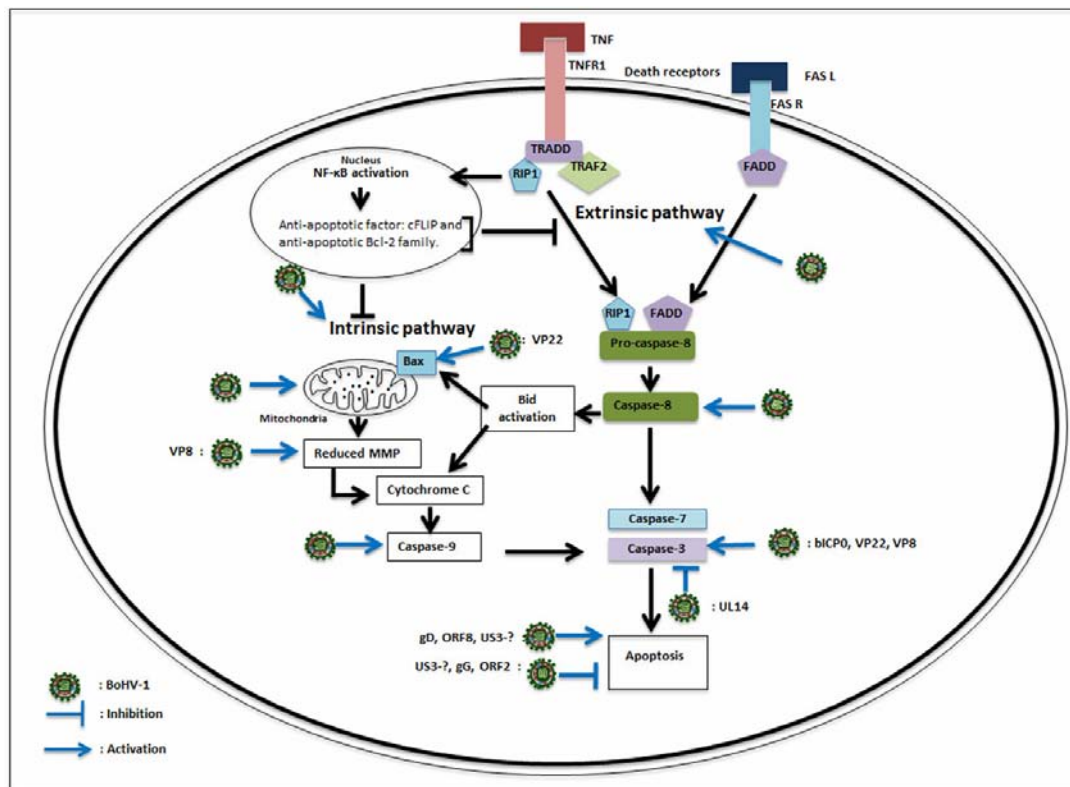 TNF
TNFR1
Death receptors
FAS L
FAS R
TRADD
RIP1
TRAF2
FADD
Nucleus
NF-κB activation
Anti-apoptotic factor: cFLIP and
anti-apoptotic Bcl-2 family.
Extrinsic pathway
Intrinsic pathway
RIP1
FADD
Pro-caspase-8
Bax
: VP22
Mitochondria
Bid
activation
Caspase-8
VP8 :
Reduced MMP
Cytochrome C
Caspase-9
Caspase-7
Caspase-3
: bICP0, VP22, VP8
: UL14
gD, ORF8, US3-?
US3-?, gG, ORF2 :
Apoptosis
: BoHV-1
: Inhibition
: Activation